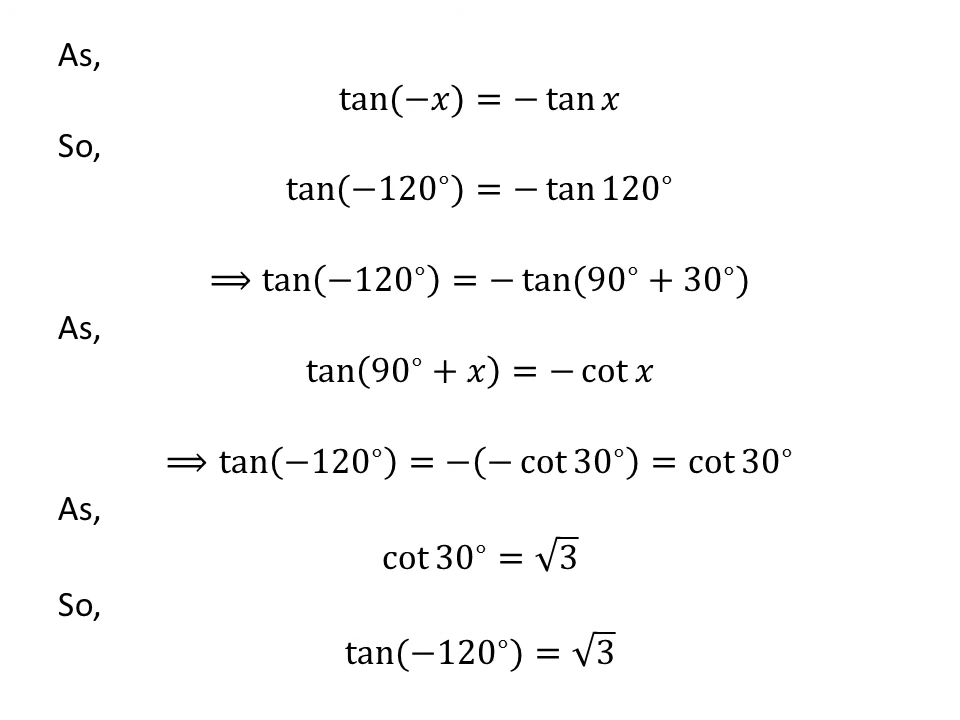 As,
tan(−x) = − tan x
So,
tan(−120°) = − tan 120°
⟹ tan(−120°) = − tan(90° + 30°)
As,
tan(90° + x) = − cot x
⟹ tan(−120°) = −(− cot 30°) = cot 30°
As,
cot 30° = √3
So,
tan(−120°) = √3